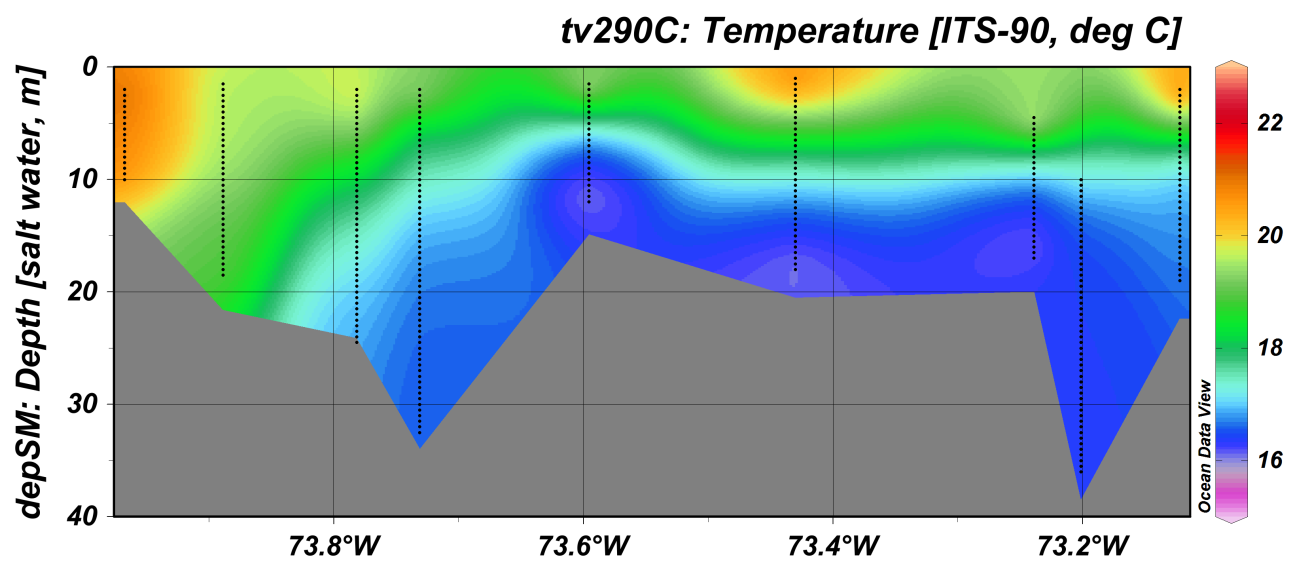 tv290C: Temperature [ITS-90, deg C]
depSM: Depth [salt water, m]
0
10
20
30
40
73.8°W
73.6°W
73.4°W
73.2°W
Ocean Data View
22
20
18
16